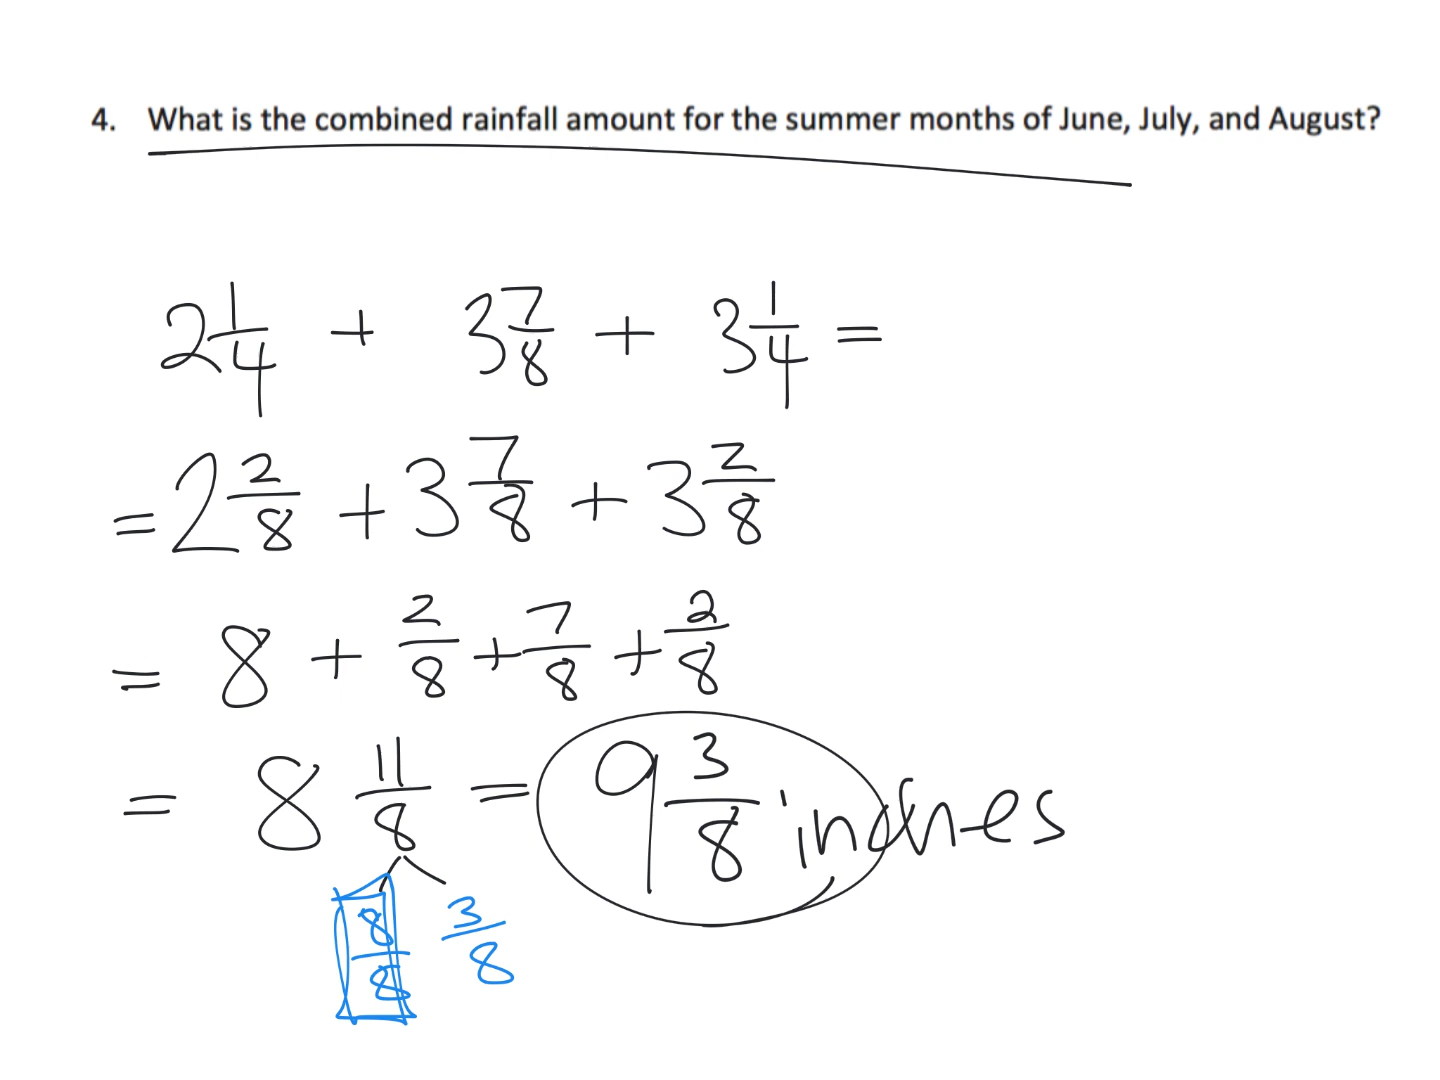 4. What is the combined rainfall amount for the summer months of June, July, and August?
2 1/4 + 3 7/8 + 3 1/4 =
= 2 2/8 + 3 7/8 + 3 2/8
= 8 + 2/8 + 7/8 + 2/8
= 8 11/8 = 9 3/8 inches
8/8 3/8